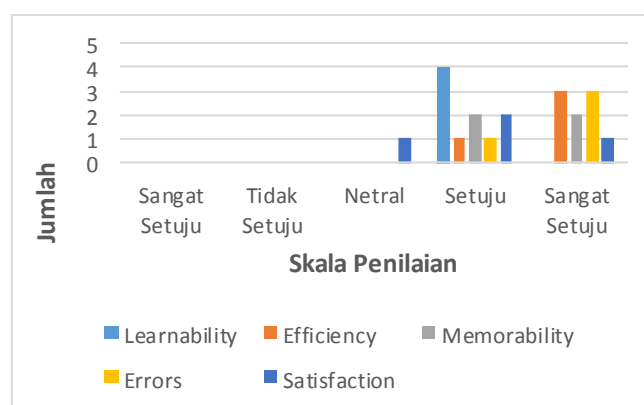 5
4
3
2
1
0
Jumlah
Sangat Setuju
Tidak Setuju
Netral
Setuju
Sangat Setuju
Skala Penilaian
Learnability
Efficiency
Memorability
Errors
Satisfaction